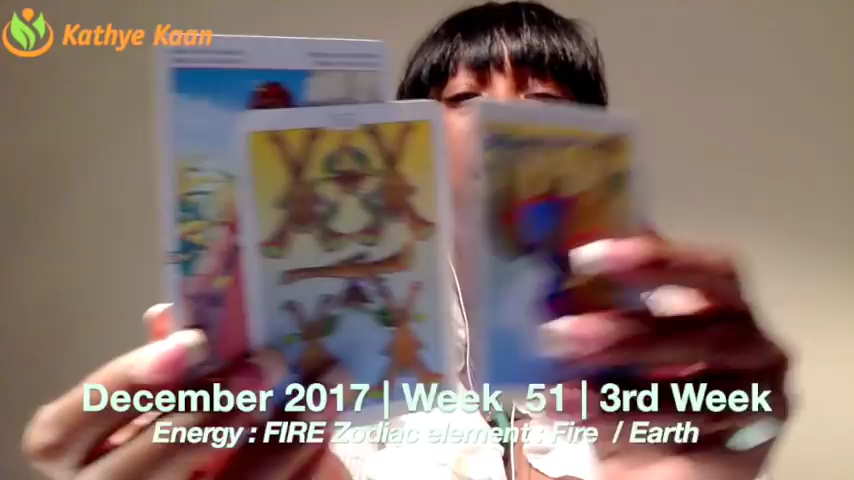 Kathye Kaan
December 2017 | Week 51 | 3rd Week
Energy : FIRE Zodiac element : Fire / Earth